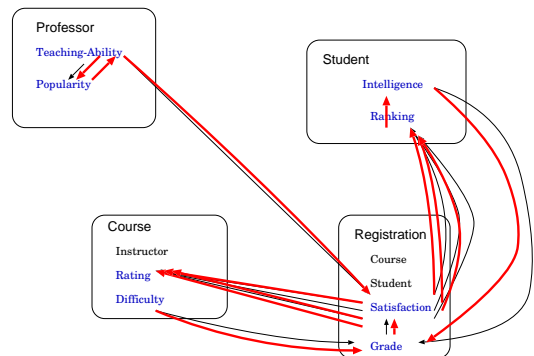 Professor
Teaching-Ability
Popularity
Student
Intelligence
Ranking
Course
Instructor
Rating
Difficulty
Registration
Course
Student
Satisfaction
Grade